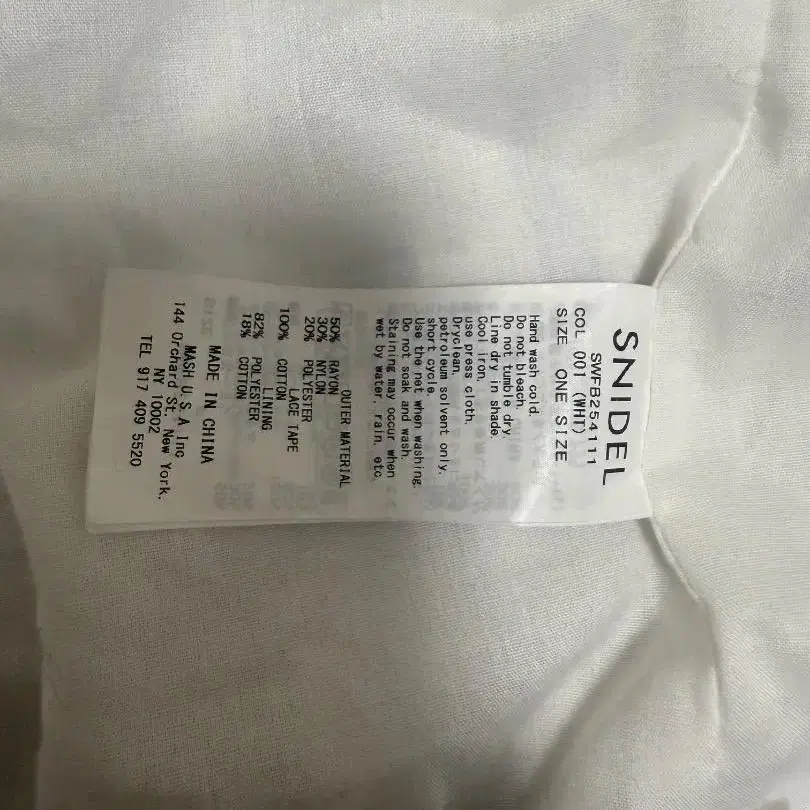 SNIDEL
SWFB254111
COL 001 (WHT)
SIZE ONE SIZE
Hand wash cold.
Do not bleach.
Do not tumble dry.
Line dry in shade.
Cool iron.
use press cloth.
Dryclean,
petroleum solvent only.
short cycle.
Use the net when washing.
Do not soak and wash.
Staining may occur when
wet by water, rain, etc.
OUTER MATERIAL
50% RAYON
30% NYLON
20% POLYESTER
LACE TAPE
100% COTTON
LINING
82% POLYESTER
18% COTTON
MADE IN CHINA
MASH U.S.A Inc
144 Orchard St, New York,
NY 10002
TEL 917 409 5520